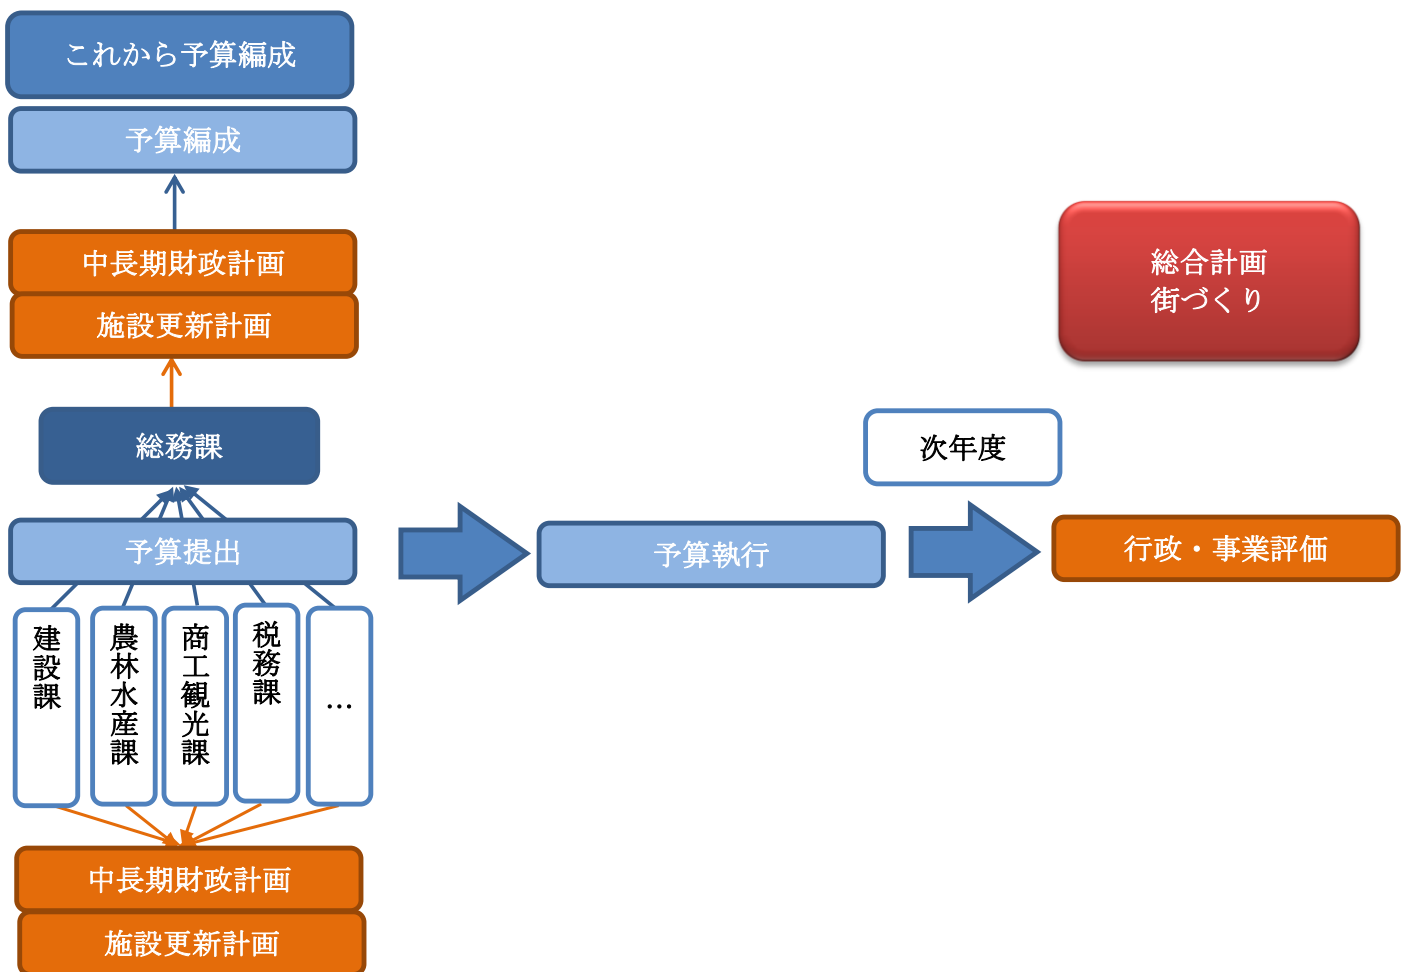 これから予算編成
予算編成
中長期財政計画
施設更新計画
総務課
予算提出
建設課
農林水産課
商工観光課
税務課
…
中長期財政計画
施設更新計画
予算執行
次年度
行政・事業評価
総合計画
街づくり